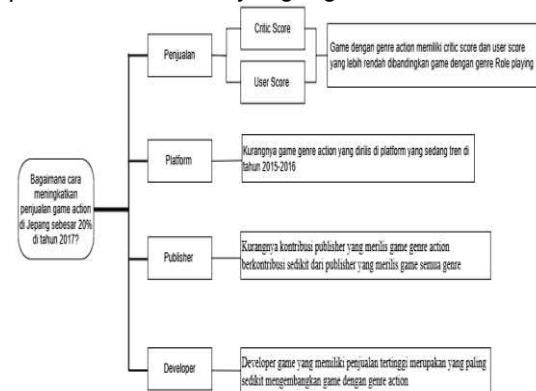 Bagaimana cara
meningkatkan
penjualan game action
di Jepang sebesar 20%
di tahun 2017?
Penjualan
Critic Score
User Score
Game dengan genre action memiliki critic score dan user score
yang lebih rendah dibandingkan game dengan genre Role playing
Platform
Kurangnya game genre action yang dirilis di platform yang sedang tren di
tahun 2015-2016
Publisher
Kurangnya kontribusi publisher yang merilis game genre action
berkontribusi sedikit dari publisher yang merilis game semua genre
Developer
Developer game yang memiliki penjualan tertinggi merupakan yang paling
sedikit mengembangkan game dengan genre action